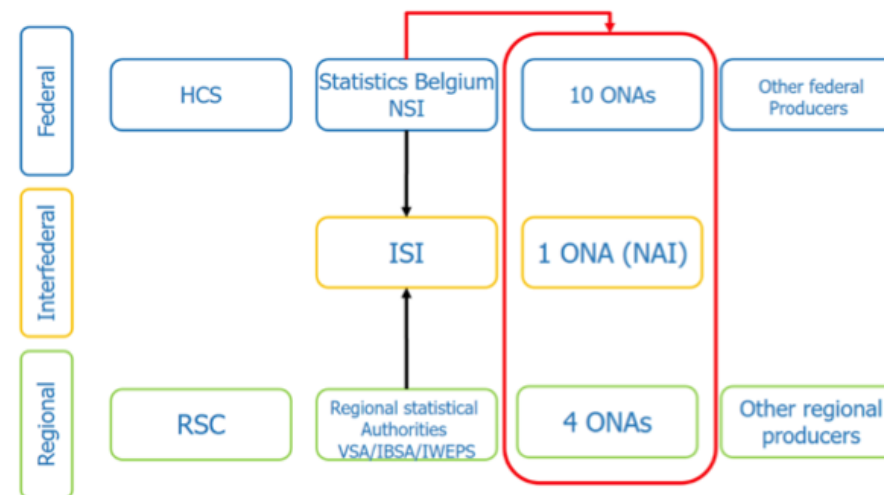 Federal
HCS
Statistics Belgium
NSI
10 ONAs
Other federal
Producers
Interfederal
ISI
1 ONA (NAI)
Regional
RSC
Regional statistical
Authorities
VSA/IBSA/IWEPS
4 ONAs
Other regional
producers